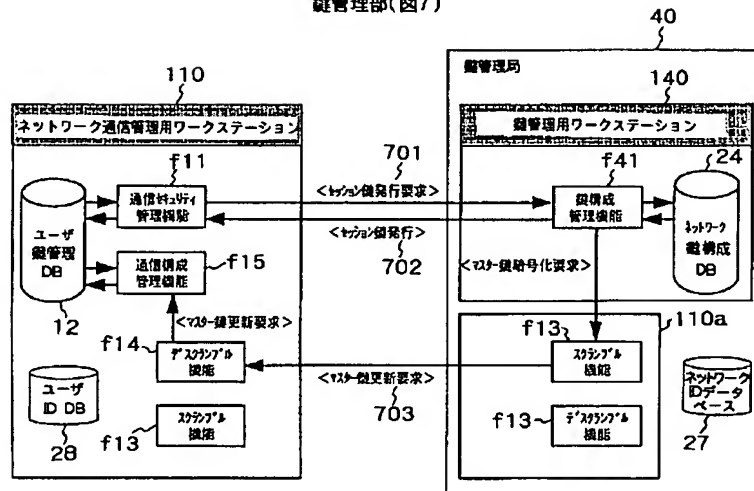 鍵管理部(図7)
40
鍵管理局
110
ネットワーク通信管理用ワークステーション
140
鍵管理用ワークステーション
f11
通信セキュリティ
管理機能
701
<セッション鍵発行要求>
f41
鍵構成
管理機能
24
ネットワーク
鍵構成
DB
ユーザ
鍵管理
DB
12
<セッション鍵発行>
702
通信構成
管理機能
f15
<マスター鍵暗号化要求>
<マスター鍵更新要求>
110a
f14
デスクランブル
機能
<マスター鍵更新要求>
703
f13
スクランブル
機能
ユーザ
ID DB
28
f13
スクランブル
機能
f13
デスクランブル
機能
ネットワーク
IDデータ
ベース
27